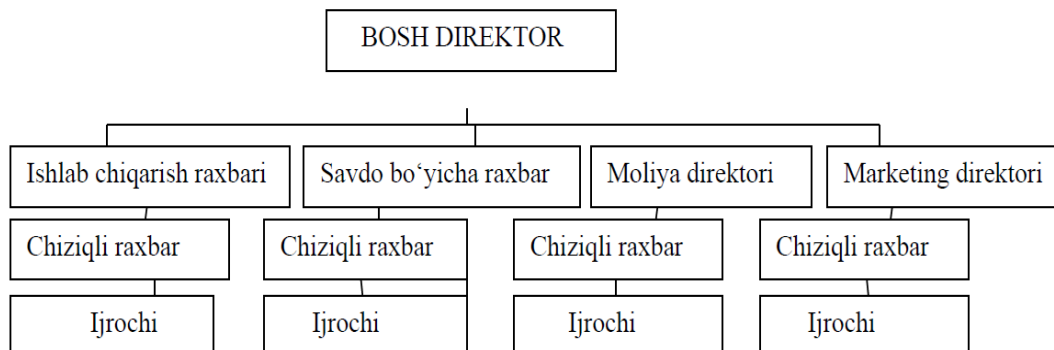 BOSH DIREKTOR
Ishlab chiqarish raxbari
Savdo bo‘yicha raxbar
Moliya direktori
Marketing direktori
Chiziqli raxbar
Chiziqli raxbar
Chiziqli raxbar
Chiziqli raxbar
Ijrochi
Ijrochi
Ijrochi
Ijrochi